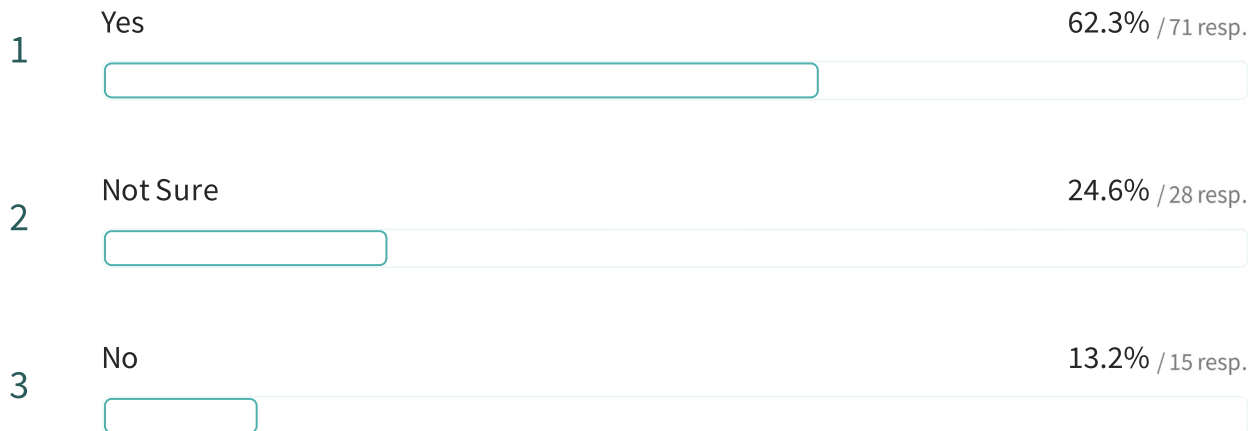 Yes 62.3% / 71 resp.
1
Not Sure 24.6% / 28 resp.
2
No 13.2% / 15 resp.
3